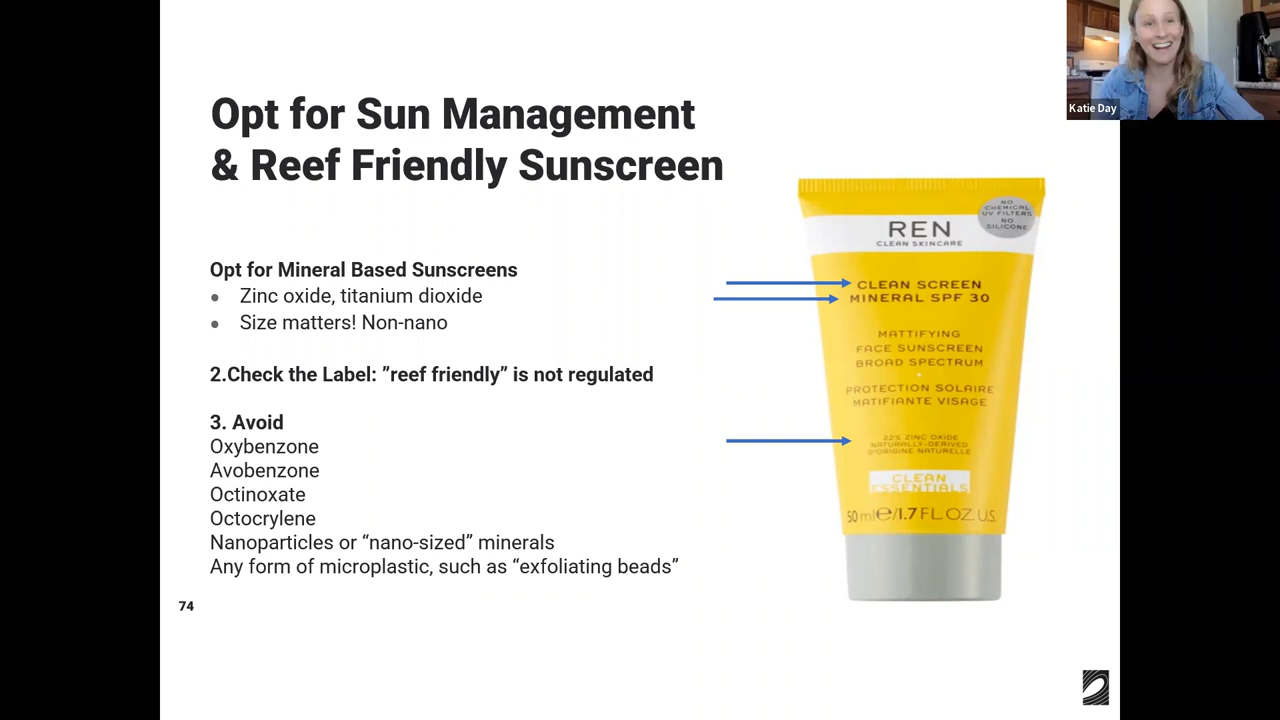 Opt for Sun Management
& Reef Friendly Sunscreen
Opt for Mineral Based Sunscreens
● Zinc oxide, titanium dioxide
● Size matters! Non-nano
2.Check the Label: ”reef friendly” is not regulated
3. Avoid
Oxybenzone
Avobenzone
Octinoxate
Octocrylene
Nanoparticles or “nano-sized” minerals
Any form of microplastic, such as “exfoliating beads”
74
NO
CHEMICAL
UV FILTERS
NO
SILICONE
REN
CLEAN SKINCARE
CLEAN SCREEN
MINERAL SPF 30
MATTIFYING
FACE SUNSCREEN
BROAD SPECTRUM
PROTECTION SOLAIRE
MATIFIANTE VISAGE
22% ZINC OXIDE
NATURALLY-DERIVED
D'ORIGINE NATURELLE
CLEAN
ESSENTIALS
50 ml℮/1.7 FL. OZ. U.S.
Katie Day